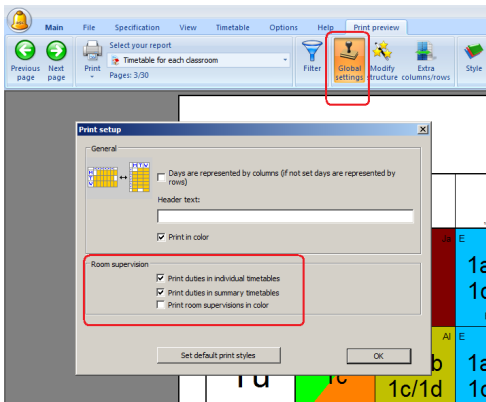 Main File Specification View Timetable Options Help Print preview
Select your report
Timetable for each classroom
Pages: 3/30
Previous page
Next page
Print
Filter
Global settings
Modify structure
Extra columns/rows
Style
Print setup
General
Days are represented by columns (if not set days are represented by
rows)
Header text:
Print in color
Room supervision
Print duties in individual timetables
Print duties in summary timetables
Print room supervisions in color
Set default print styles
OK
E
1a
1c
Al E
b 1a
1c/1d 1c